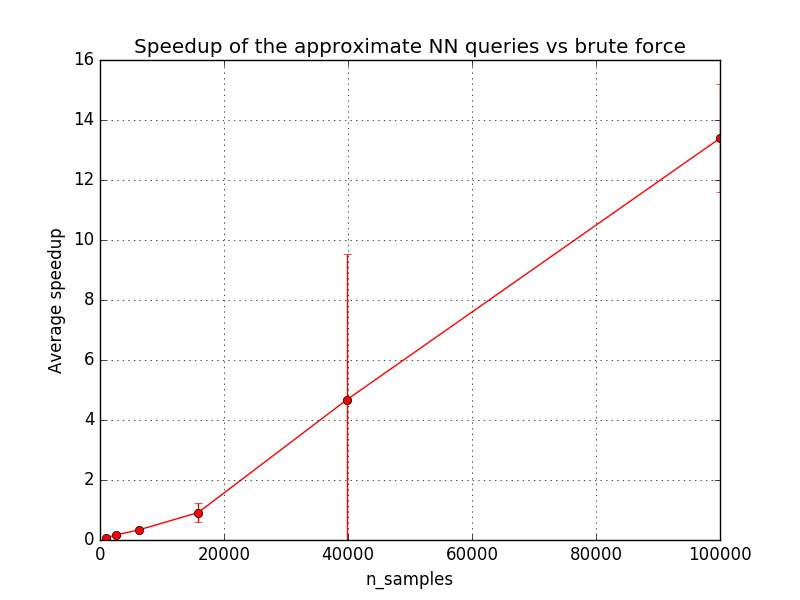 Speedup of the approximate NN queries vs brute force
16
14
12
10
8
6
4
2
0
Average speedup
0 20000 40000 60000 80000 100000
n_samples